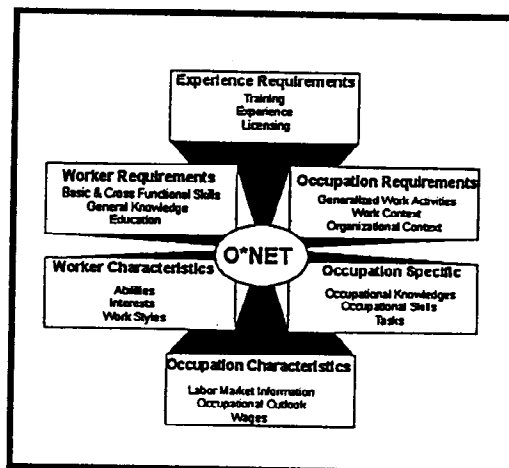 Experience Requirements
Training
Experience
Licensing
Worker Requirements
Basic & Cross Functional Skills
General Knowledge
Education
Occupation Requirements
Generalized Work Activities
Work Context
Organizational Context
O*NET
Worker Characteristics
Abilities
Interests
Work Styles
Occupation Specific
Occupational Knowledges
Occupational Skills
Tasks
Occupation Characteristics
Labor Market Information
Occupational Outlook
Wages